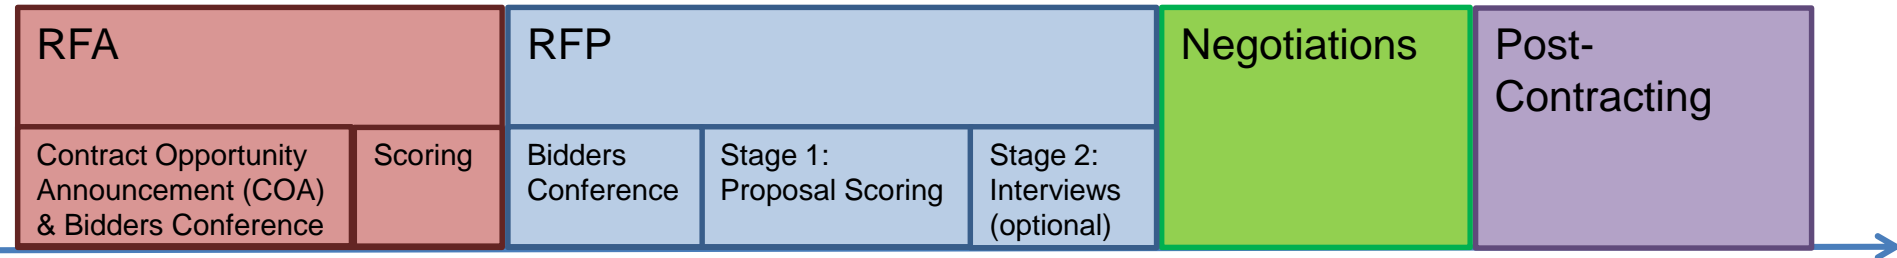 RFA
Contract Opportunity
Announcement (COA)
& Bidders Conference
Scoring
RFP
Bidders
Conference
Stage 1:
Proposal Scoring
Stage 2:
Interviews
(optional)
Negotiations
Post-
Contracting